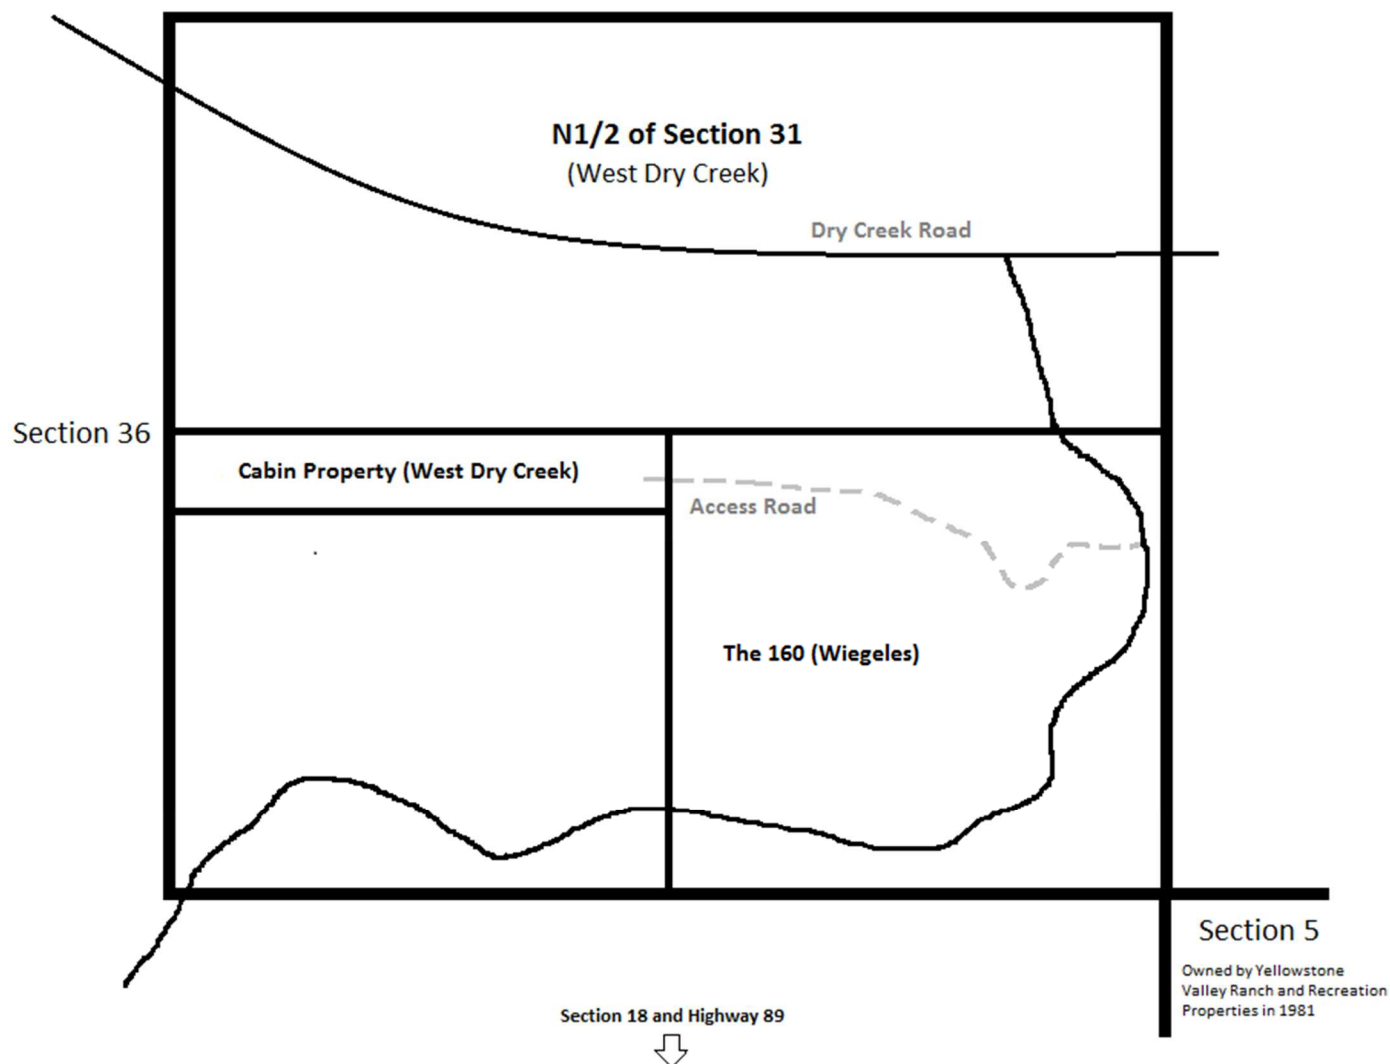 N1/2 of Section 31
(West Dry Creek)
Dry Creek Road
Section 36
Cabin Property (West Dry Creek)
Access Road
The 160 (Wiegeles)
Section 5
Owned by Yellowstone
Valley Ranch and Recreation
Properties in 1981
Section 18 and Highway 89